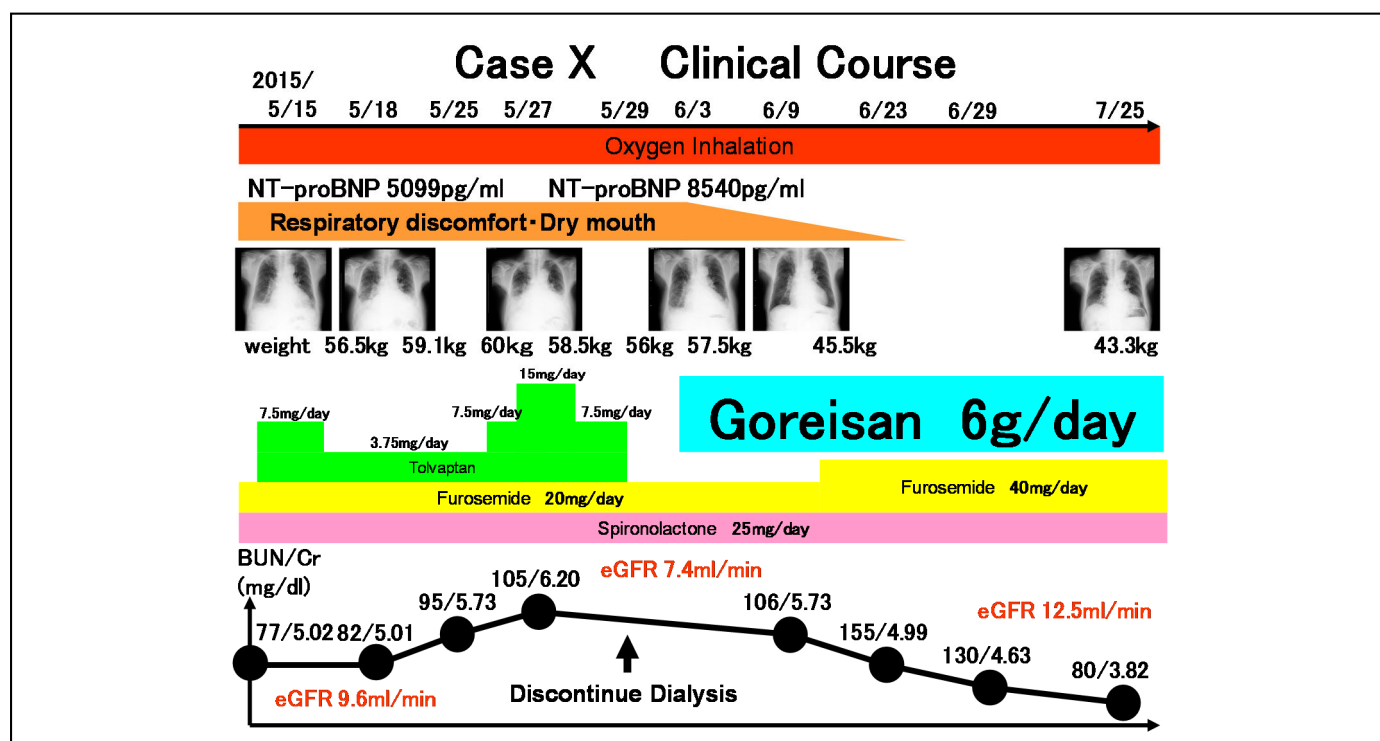 Case X Clinical Course
2015/
5/15 5/18 5/25 5/27 5/29 6/3 6/9 6/23 6/29 7/25
Oxygen Inhalation
NT-proBNP 5099pg/ml NT-proBNP 8540pg/ml
Respiratory discomfort・Dry mouth
weight 56.5kg 59.1kg 60kg 58.5kg 56kg 57.5kg 45.5kg 43.3kg
15mg/day
7.5mg/day 7.5mg/day 7.5mg/day
3.75mg/day
Goreisan 6g/day
Tolvaptan
Furosemide 20mg/day Furosemide 40mg/day
Spironolactone 25mg/day
BUN/Cr
(mg/dl)
77/5.02 82/5.01 95/5.73 105/6.20 106/5.73 155/4.99 130/4.63 80/3.82
eGFR 9.6ml/min eGFR 7.4ml/min eGFR 12.5ml/min
Discontinue Dialysis